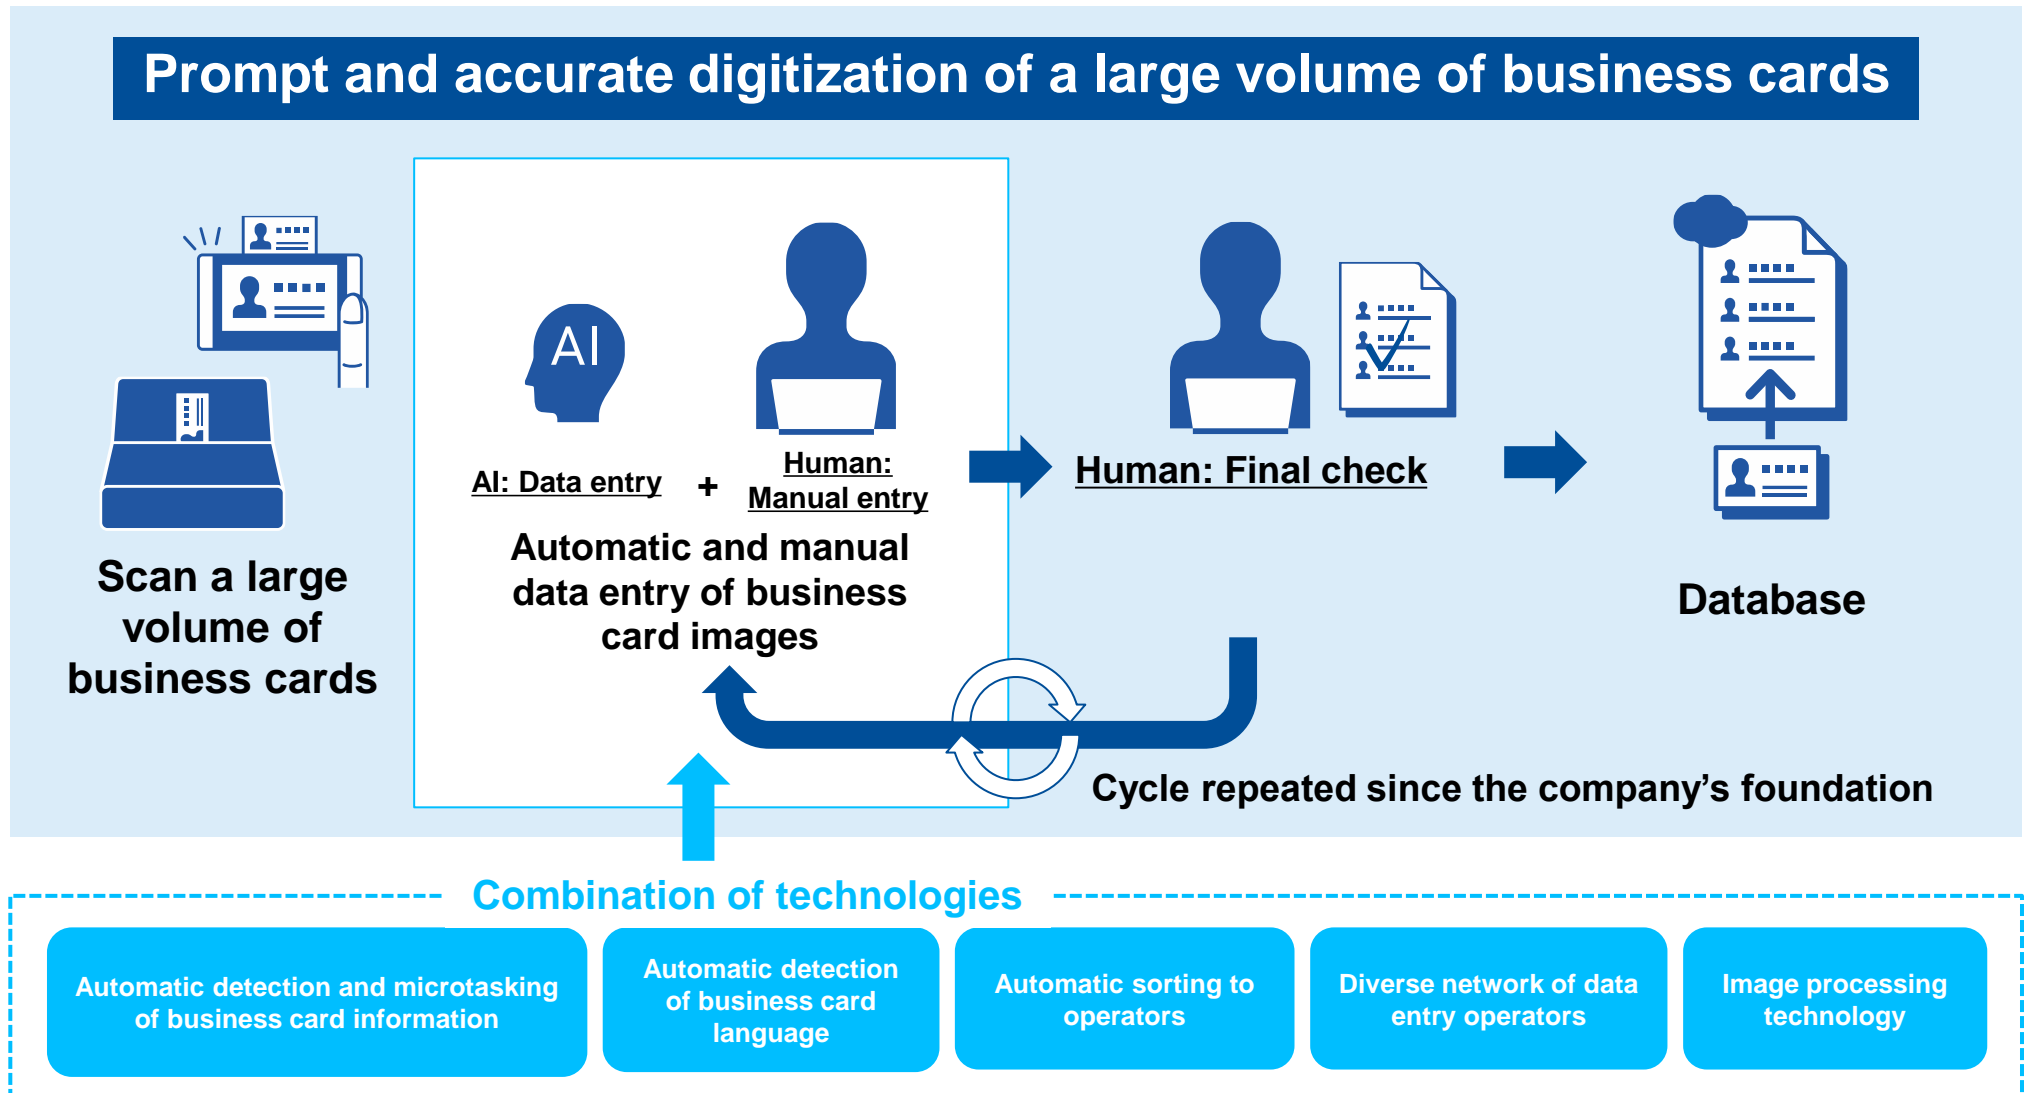 Prompt and accurate digitization of a large volume of business cards
Scan a large
volume of
business cards
AI
AI: Data entry
+
Human:
Manual entry
Automatic and manual
data entry of business
card images
Human: Final check
Database
Cycle repeated since the company’s foundation
Combination of technologies
Automatic detection and microtasking
of business card information
Automatic detection
of business card
language
Automatic sorting to
operators
Diverse network of data
entry operators
Image processing
technology